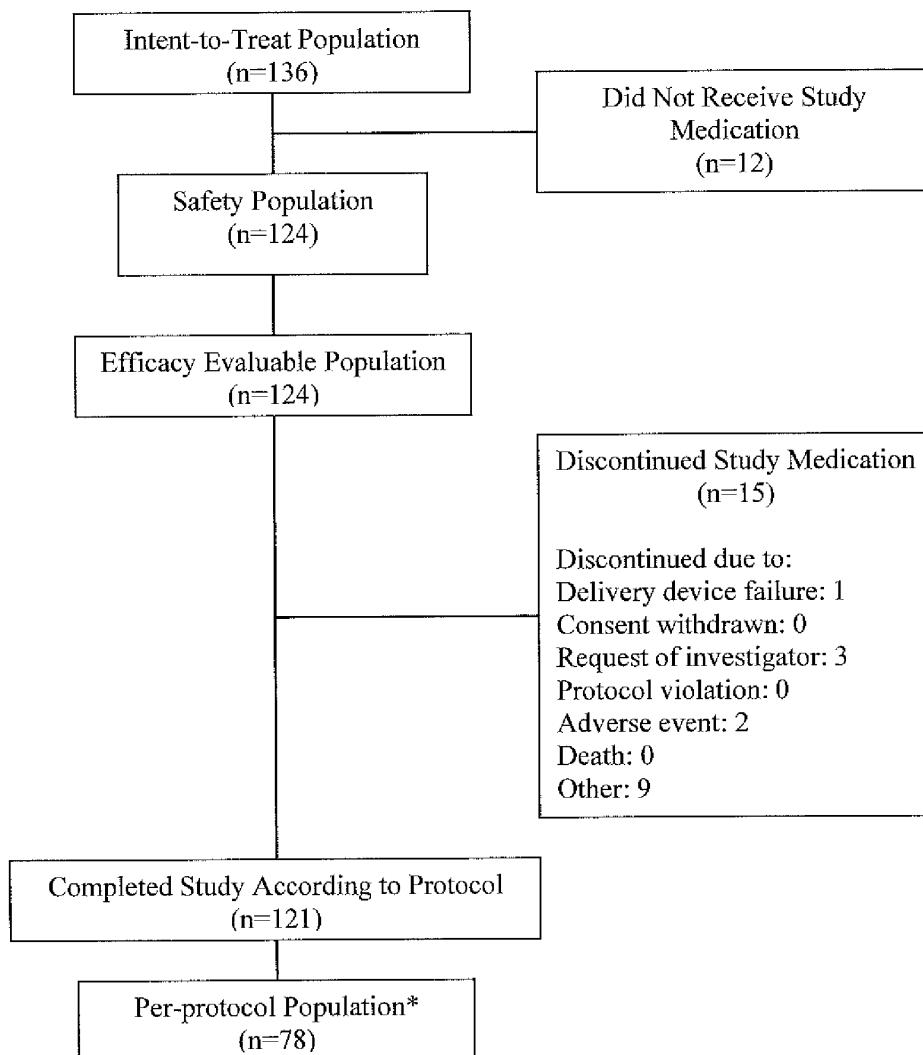 Intent-to-Treat Population
(n=136)
Did Not Receive Study
Medication
(n=12)
Safety Population
(n=124)
Efficacy Evaluable Population
(n=124)
Discontinued Study Medication
(n=15)
Discontinued due to:
Delivery device failure: 1
Consent withdrawn: 0
Request of investigator: 3
Protocol violation: 0
Adverse event: 2
Death: 0
Other: 9
Completed Study According to Protocol
(n=121)
Per-protocol Population*
(n=78)